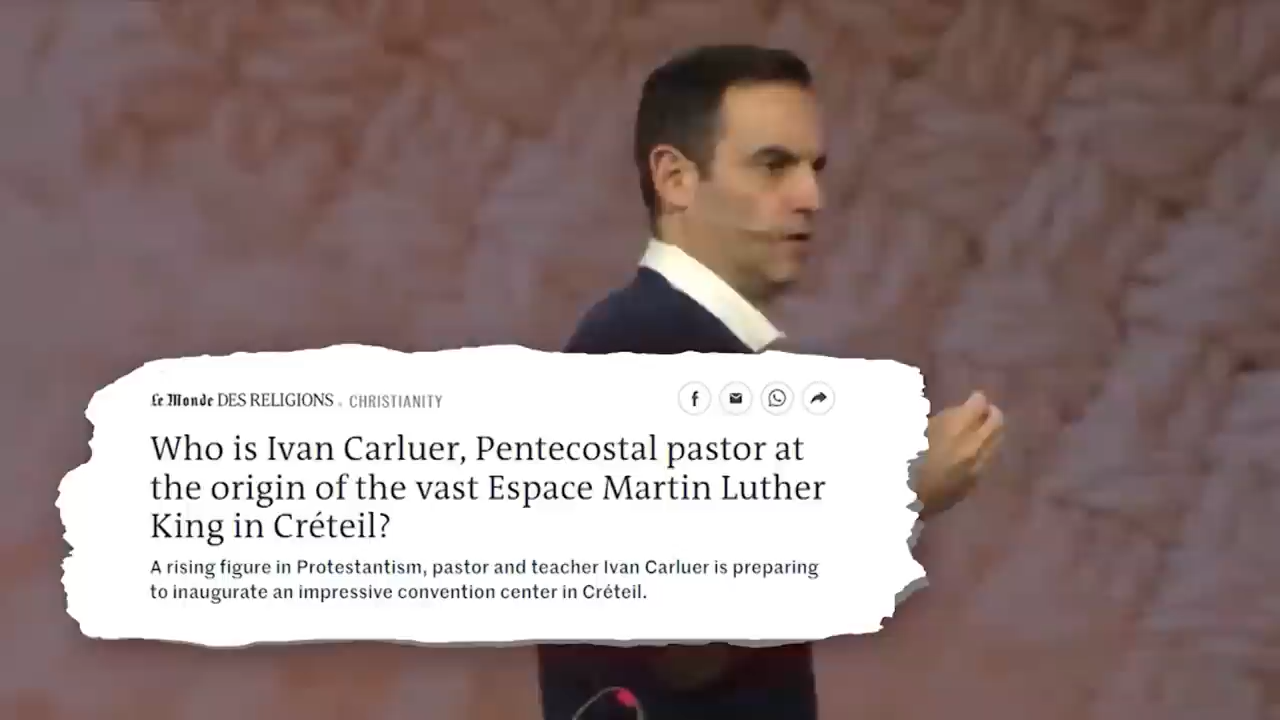 Le Monde DES RELIGIONS • CHRISTIANITY
Who is Ivan Carluer, Pentecostal pastor at
the origin of the vast Espace Martin Luther
King in Créteil?
A rising figure in Protestantism, pastor and teacher Ivan Carluer is preparing
to inaugurate an impressive convention center in Créteil.